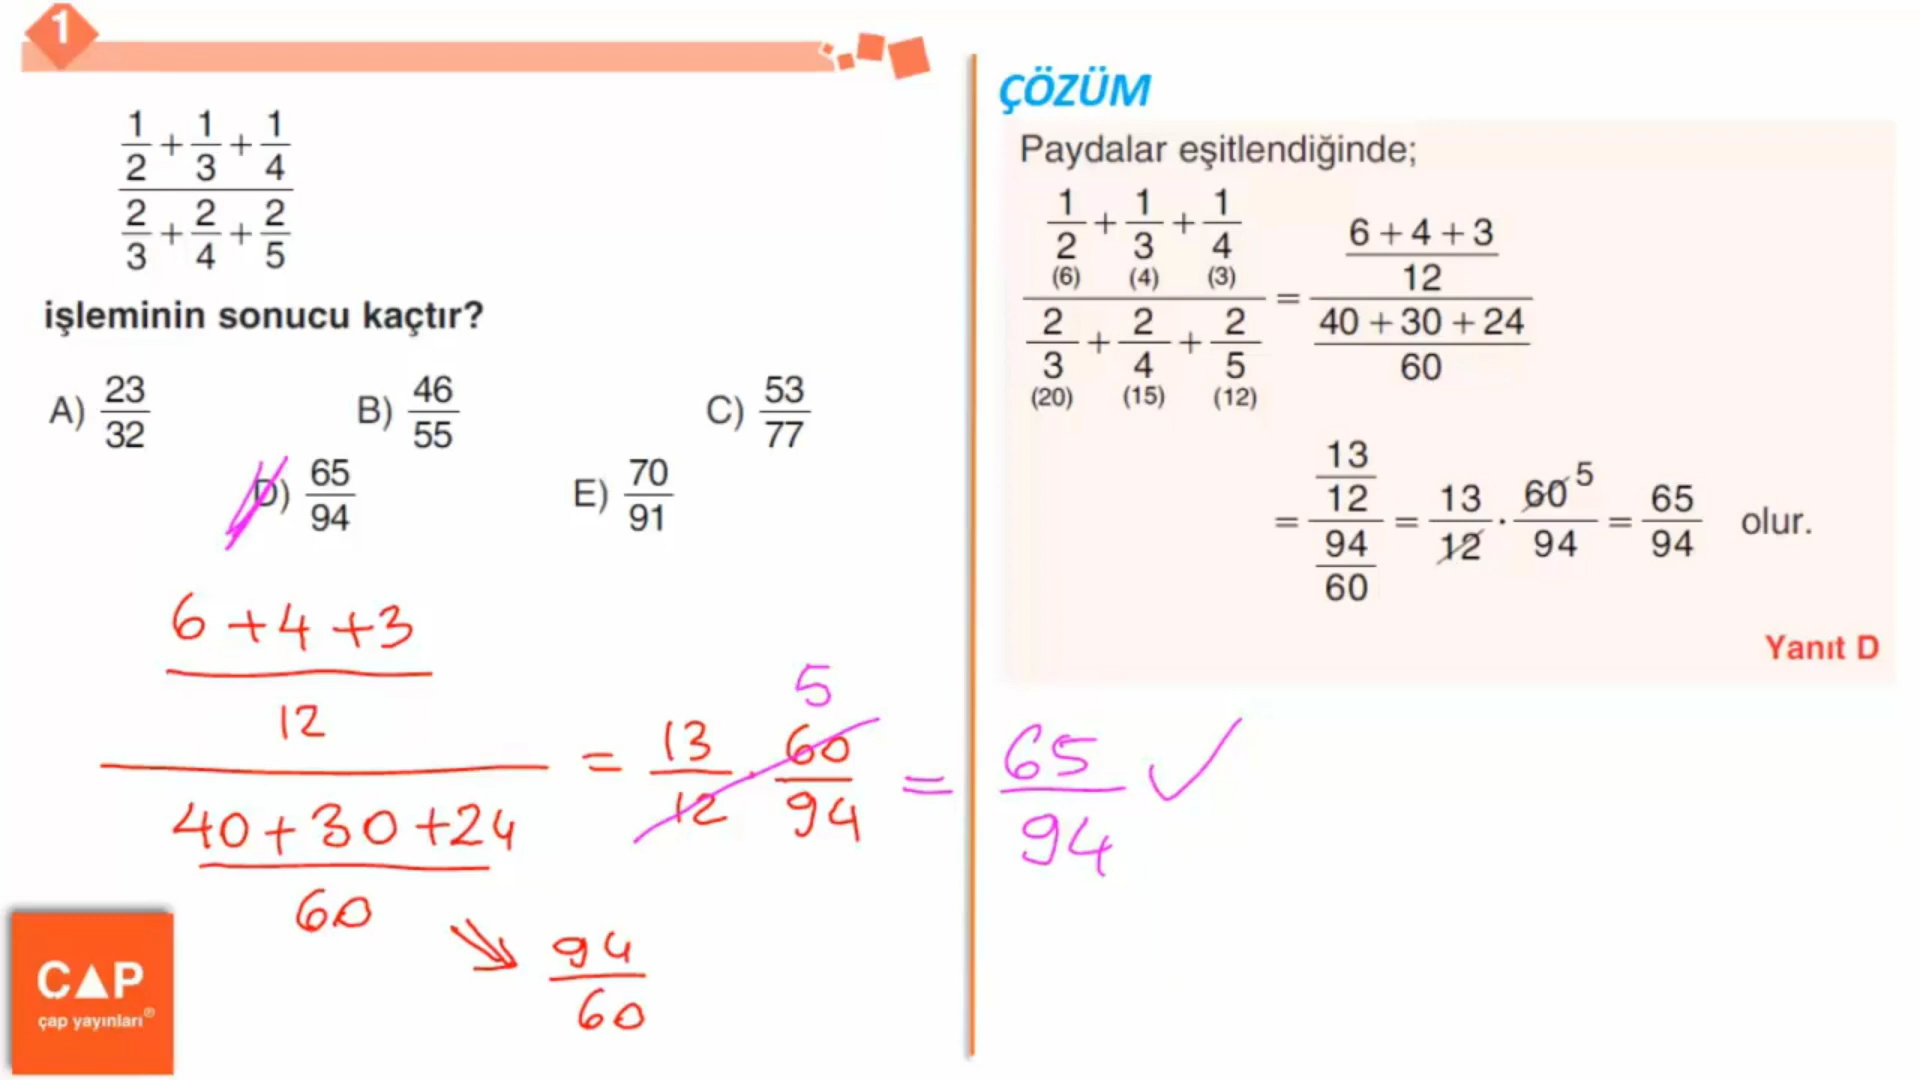 1
1/2 + 1/3 + 1/4
2/3 + 2/4 + 2/5
işleminin sonucu kaçtır?
A) 23/32 B) 46/55 C) 53/77
D) 65/94 E) 70/91
6 + 4 + 3
12
40 + 30 + 24
60
= 13/12 . 60/94 = 65/94 ✓
5
94/60
CAP
çap yayınları®
ÇÖZÜM
Paydalar eşitlendiğinde;
1/2 + 1/3 + 1/4
(6) (4) (3)
2/3 + 2/4 + 2/5
(20) (15) (12)
=
6 + 4 + 3
12
40 + 30 + 24
60
= 13/12 / 94/60 = 13/12 . 60/94 = 65/94 olur.
5
Yanıt D